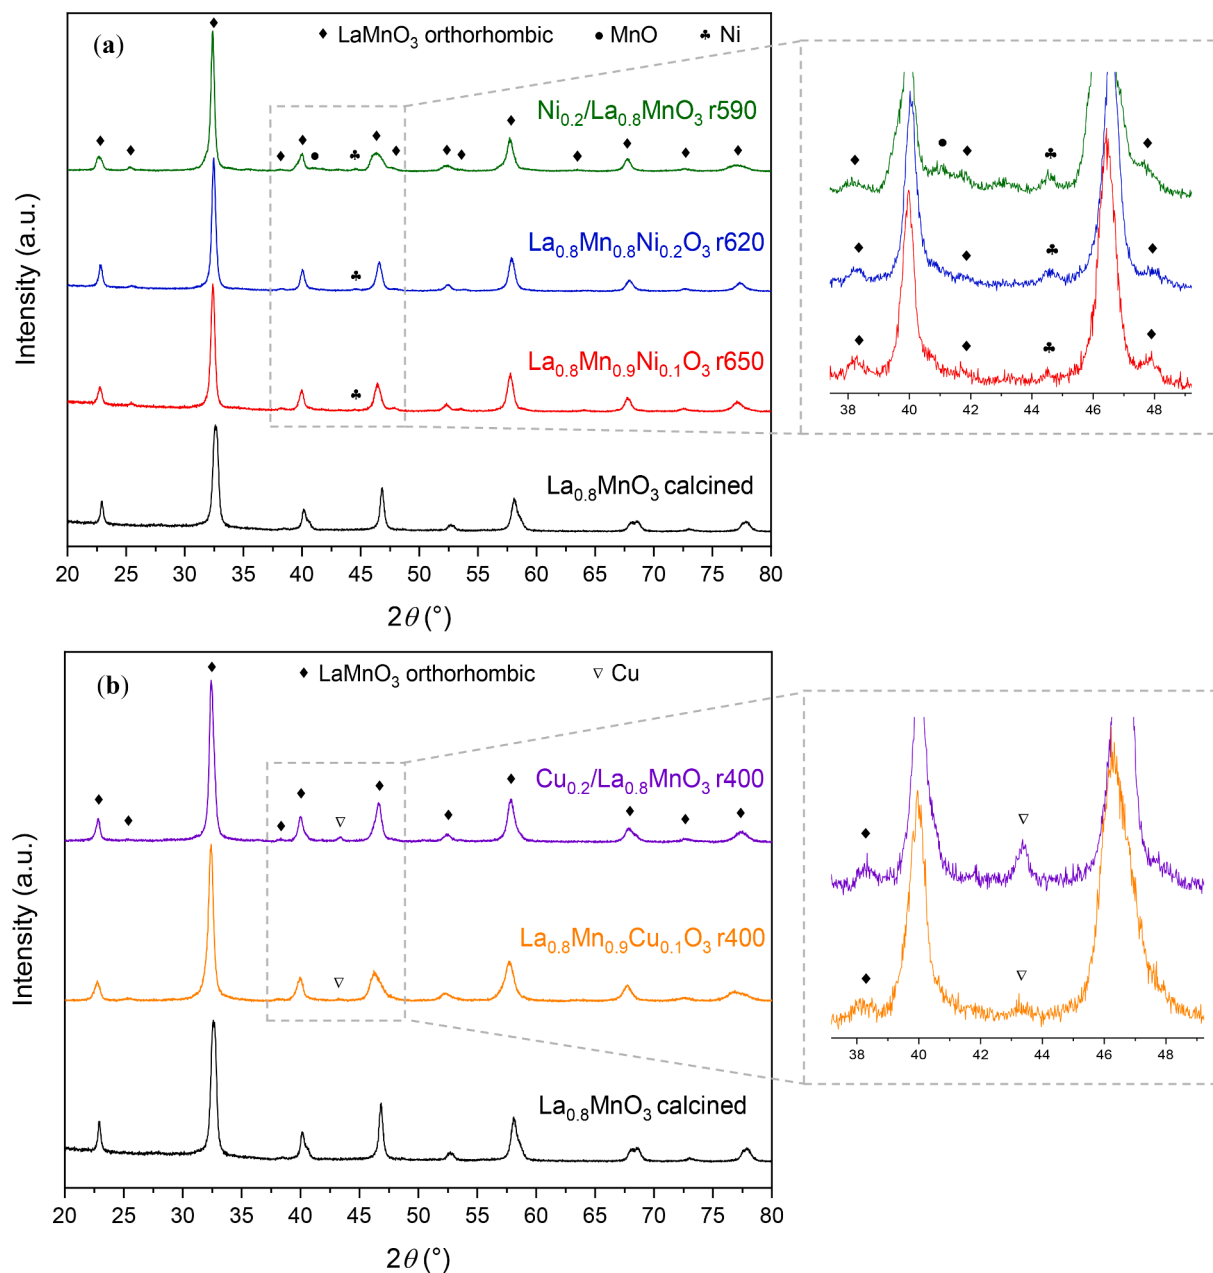 (a) ♦ LaMnO₃ orthorhombic ● MnO ♣ Ni
Ni₀.₂/La₀.₈MnO₃ r590
La₀.₈Mn₀.₈Ni₀.₂O₃ r620
La₀.₈Mn₀.₉Ni₀.₁O₃ r650
La₀.₈MnO₃ calcined
Intensity (a.u.)
20 25 30 35 40 45 50 55 60 65 70 75 80
2θ (°)
38 40 42 44 46 48
(b) ♦ LaMnO₃ orthorhombic ▽ Cu
Cu₀.₂/La₀.₈MnO₃ r400
La₀.₈Mn₀.₉Cu₀.₁O₃ r400
La₀.₈MnO₃ calcined
Intensity (a.u.)
20 25 30 35 40 45 50 55 60 65 70 75 80
2θ (°)
38 40 42 44 46 48